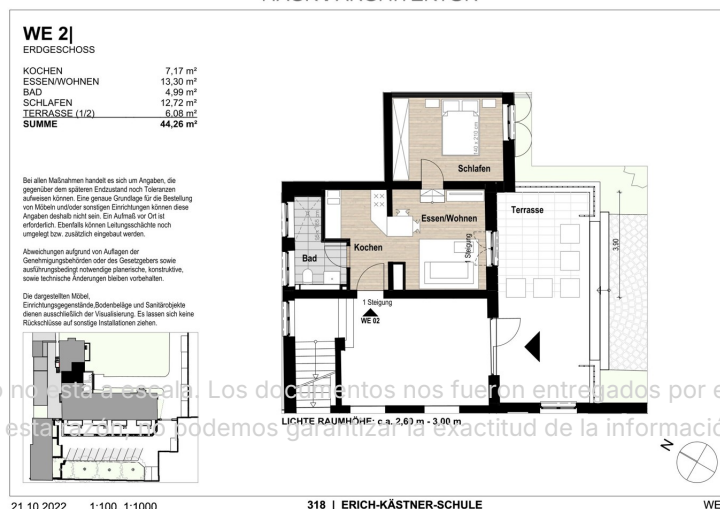 WE 2|
ERDGESCHOSS
KOCHEN 7,17 m²
ESSEN/WOHNEN 13,30 m²
BAD 4,99 m²
SCHLAFEN 12,72 m²
TERRASSE (1/2) 6,08 m²
SUMME 44,26 m²
Bei allen Maßnahmen handelt es sich um Angaben, die
gegenüber dem späteren Endzustand noch Toleranzen
aufweisen können. Eine genaue Grundlage für die Bestellung
von Möbeln und/oder sonstigen Einrichtungen können diese
Angaben deshalb nicht sein. Ein Aufmaß vor Ort ist
erforderlich. Ebenfalls können Leitungsschächte noch
umgelegt bzw. zusätzlich eingebaut werden.
Abweichungen aufgrund von Auflagen der
Genehmigungsbehörden oder des Gesetzgebers sowie
ausführungsbedingt notwendige planerische, konstruktive,
sowie technische Änderungen bleiben vorbehalten.
Die dargestellten Möbel,
Einrichtungsgegenstände,Bodenbeläge und Sanitärobjekte
dienen ausschließlich der Visualisierung. Es lassen sich keine
Rückschlüsse auf sonstige Installationen ziehen.
Schlafen
Essen/Wohnen
Terrasse
Kochen
Bad
1 Steigung
3,90
1 Steigung
WE 02
no está a escala. Los documentos nos fueron entregados por
razón, no podemos garantizar la exactitud de la informació
LICHTE RAUMHÖHE: c.a. 2,60 m - 3,00 m
N
21.10.2022 1:100, 1:1000 318 | ERICH-KÄSTNER-SCHULE WE